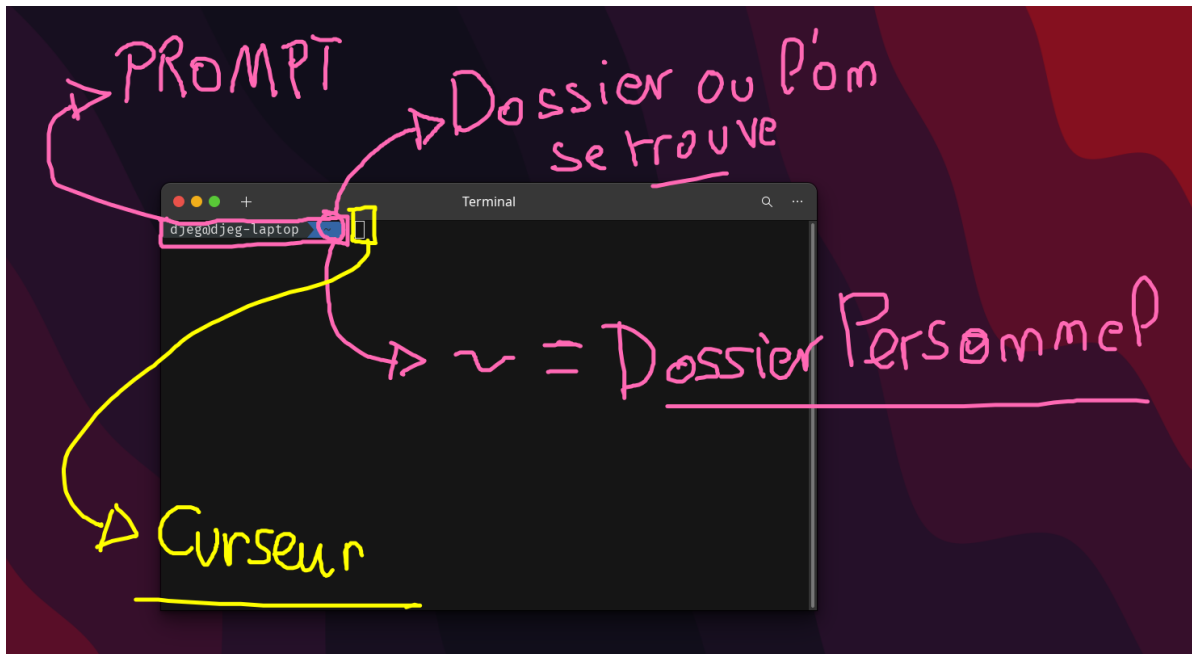 PROMPT
Dossier ou l'on
se trouve
Terminal
djeg@djeg-laptop ~
~ = Dossier Personnel
Curseur